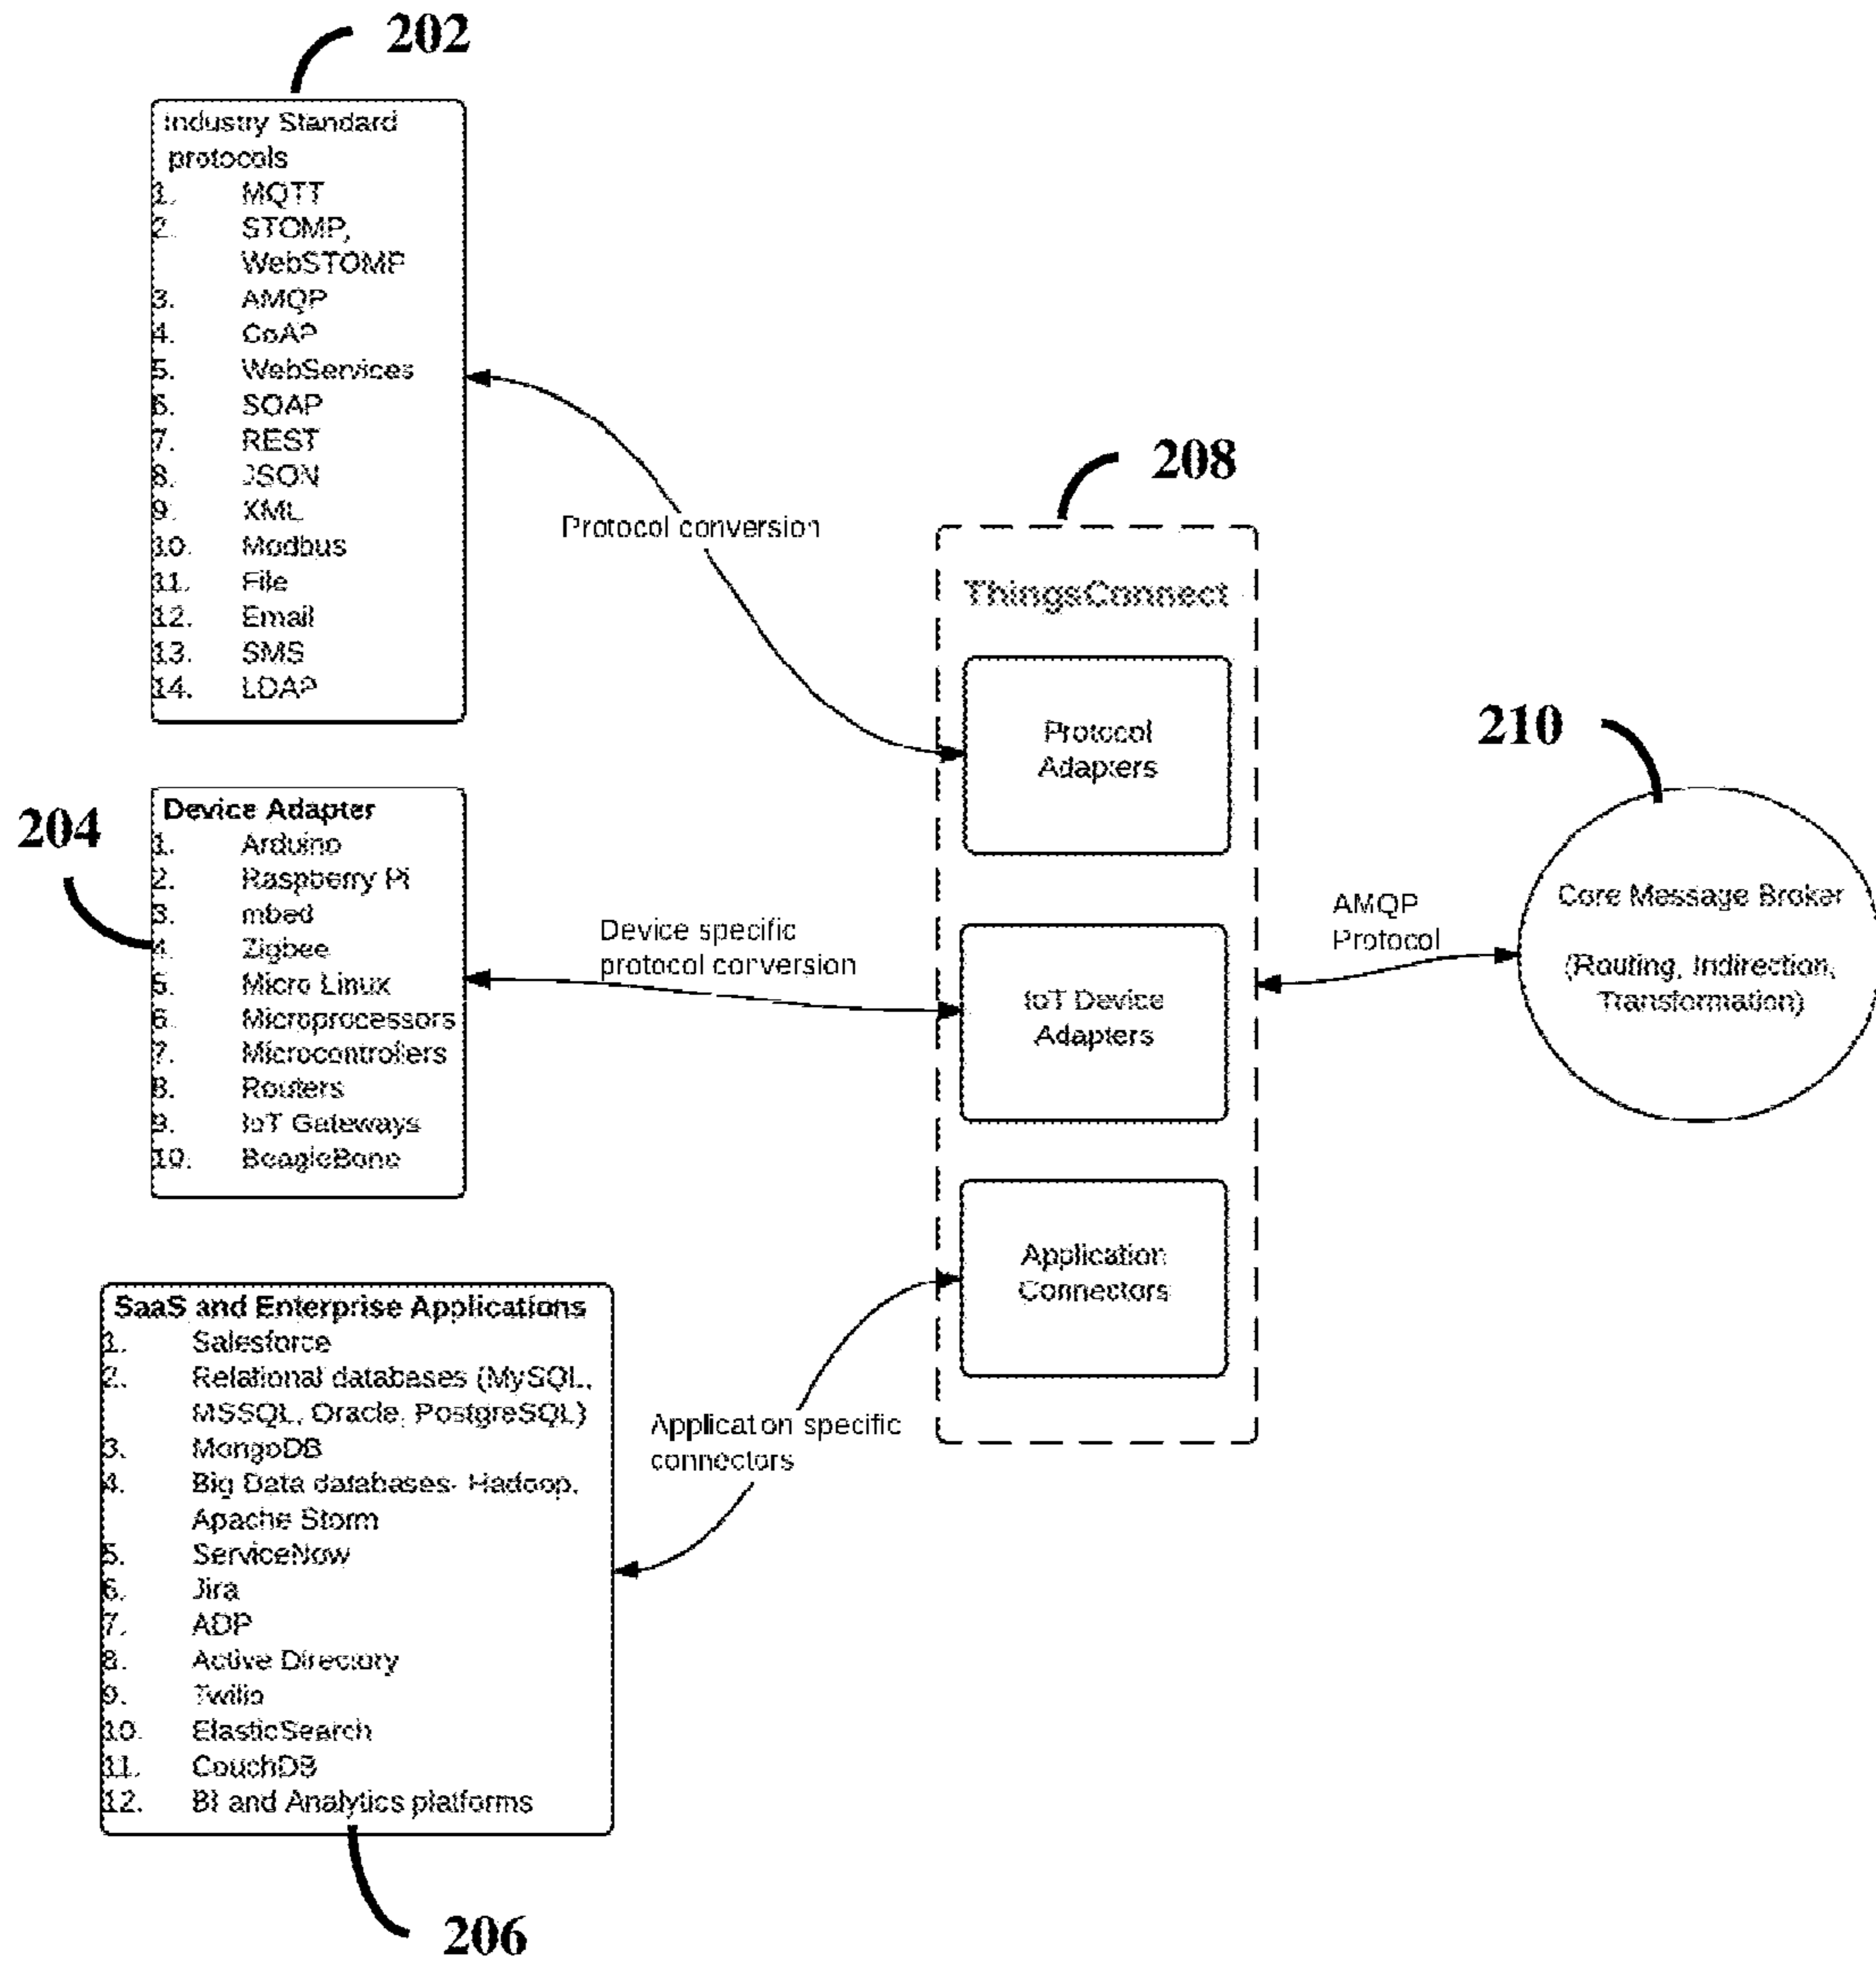 202
Industry Standard
protocols
1. MQTT
2. STOMP,
WebSTOMP
3. AMQP
4. CoAP
5. WebServices
6. SOAP
7. REST
8. JSON
9. XML
10. Modbus
11. File
12. Email
13. SMS
14. LDAP
Protocol conversion
204
Device Adapter
1. Arduino
2. Raspberry Pi
3. mbed
4. Zigbee
5. Micro Linux
6. Microprocessors
7. Microcontrollers
8. Routers
9. IoT Gateways
10. BeagleBone
Device specific
protocol conversion
SaaS and Enterprise Applications
1. Salesforce
2. Relational databases (MySQL,
MSSQL, Oracle, PostgreSQL)
3. MongoDB
4. Big Data databases- Hadoop,
Apache Storm
5. ServiceNow
6. Jira
7. ADP
8. Active Directory
9. Twilio
10. ElasticSearch
11. CouchDB
12. BI and Analytics platforms
206
Application specific
connectors
208
ThingsConnect
Protocol
Adapters
IoT Device
Adapters
Application
Connectors
AMQP
Protocol
210
Core Message Broker
(Routing, Indirection,
Transformation)